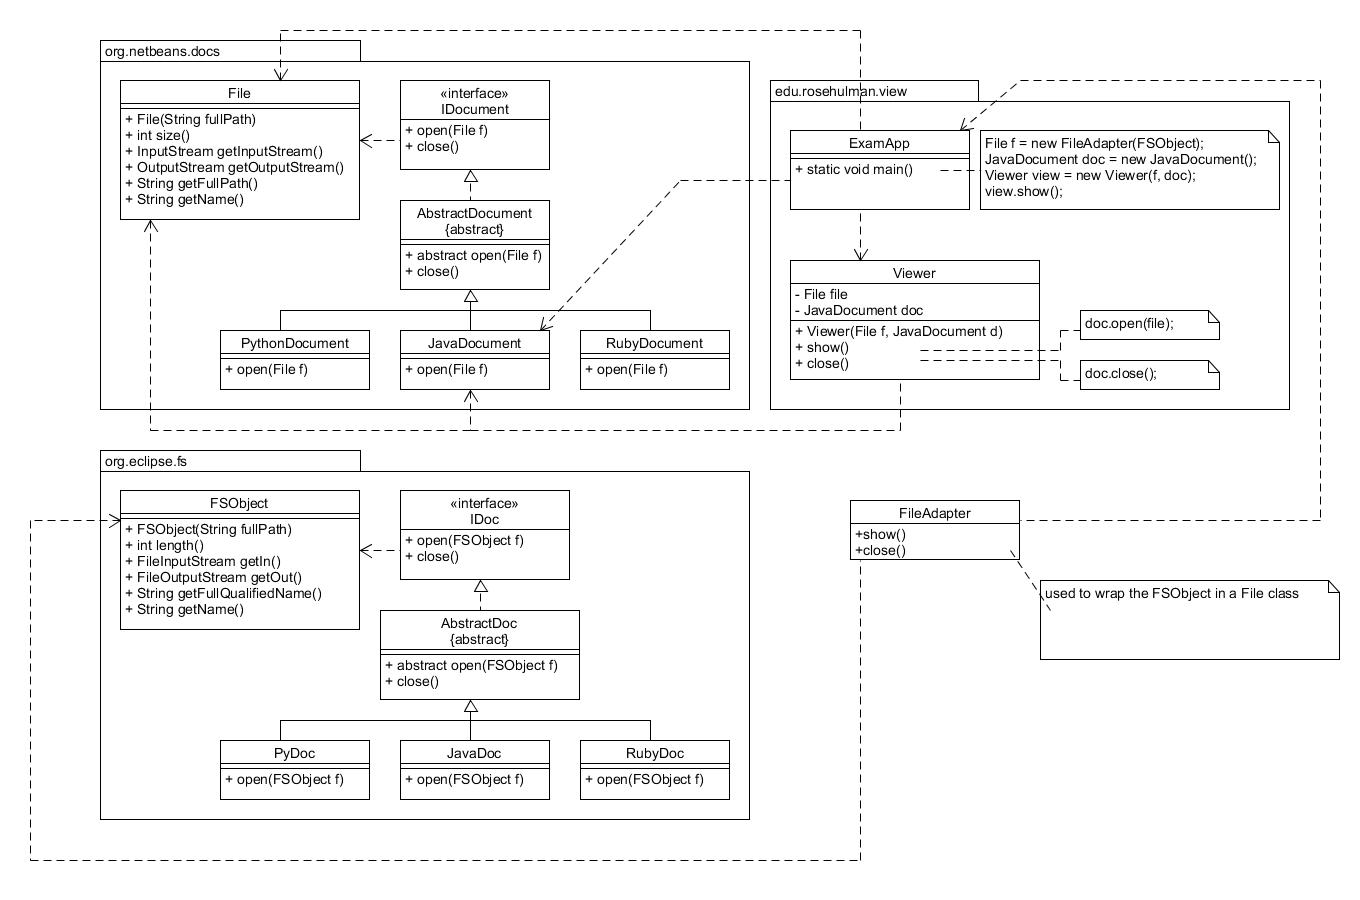 org.netbeans.docs
File
+ File(String fullPath)
+ int size()
+ InputStream getInputStream()
+ OutputStream getOutputStream()
+ String getFullPath()
+ String getName()
«interface»
IDocument
+ open(File f)
+ close()
AbstractDocument
{abstract}
+ abstract open(File f)
+ close()
PythonDocument
+ open(File f)
JavaDocument
+ open(File f)
RubyDocument
+ open(File f)
edu.rosehulman.view
ExamApp
+ static void main()
File f = new FileAdapter(FSObject);
JavaDocument doc = new JavaDocument();
Viewer view = new Viewer(f, doc);
view.show();
Viewer
- File file
- JavaDocument doc
+ Viewer(File f, JavaDocument d)
+ show()
+ close()
doc.open(file);
doc.close();
org.eclipse.fs
FSObject
+ FSObject(String fullPath)
+ int length()
+ FileInputStream getIn()
+ FileOutputStream getOut()
+ String getFullQualifiedName()
+ String getName()
«interface»
IDoc
+ open(FSObject f)
+ close()
AbstractDoc
{abstract}
+ abstract open(FSObject f)
+ close()
PyDoc
+ open(FSObject f)
JavaDoc
+ open(FSObject f)
RubyDoc
+ open(FSObject f)
FileAdapter
+show()
+close()
used to wrap the FSObject in a File class